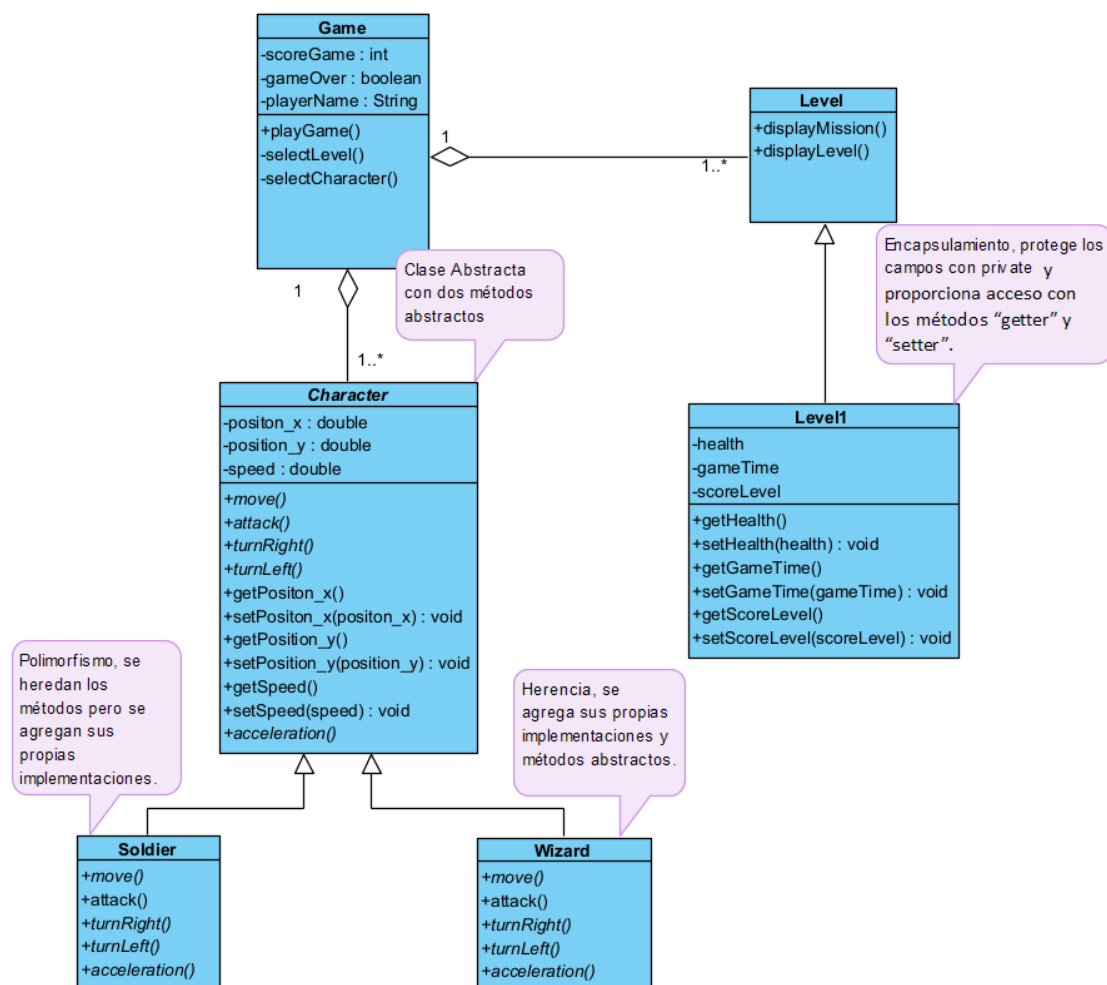 Game
-scoreGame : int
-gameOver : boolean
-playerName : String
+playGame()
-selectLevel()
-selectCharacter()
1
1..*
Level
+displayMission()
+displayLevel()
1
1..*
Clase Abstracta
con dos métodos
abstractos
Encapsulamiento, protege los
campos con private y
proporciona acceso con
los métodos “getter” y
“setter”.
Character
-positon_x : double
-position_y : double
-speed : double
+move()
+attack()
+turnRight()
+turnLeft()
+getPositon_x()
+setPositon_x(positon_x) : void
+getPosition_y()
+setPosition_y(position_y) : void
+getSpeed()
+setSpeed(speed) : void
+acceleration()
Level1
-health
-gameTime
-scoreLevel
+getHealth()
+setHealth(health) : void
+getGameTime()
+setGameTime(gameTime) : void
+getScoreLevel()
+setScoreLevel(scoreLevel) : void
Polimorfismo, se
heredan los
métodos pero se
agregan sus
propias
implementaciones.
Herencia, se
agrega sus propias
implementaciones y
métodos abstractos.
Soldier
+move()
+attack()
+turnRight()
+turnLeft()
+acceleration()
Wizard
+move()
+attack()
+turnRight()
+turnLeft()
+acceleration()